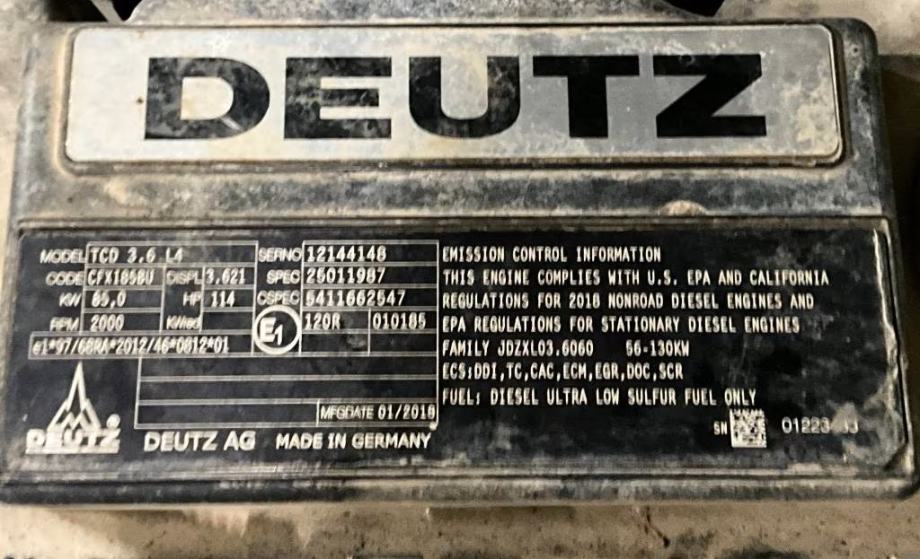 DEUTZ
MODEL TCD 3.6 L4 SERNO 12144148
CODE DISPL 3.621 SPEC 25011987
KW 85,0 HP 114 CSPEC 5411662547
RPM 2000 E1 120R 010185
e1*97/68RA*2012/46*0812*01
MFGDATE 01/2018
DEUTZ ® DEUTZ AG MADE IN GERMANY
EMISSION CONTROL INFORMATION
THIS ENGINE COMPLIES WITH U.S. EPA AND CALIFORNIA
REGULATIONS FOR 2018 NONROAD DIESEL ENGINES AND
EPA REGULATIONS FOR STATIONARY DIESEL ENGINES
FAMILY JDZXL03.6060 56-130KW
ECS:DDI,TC,CAC,ECM,EGR,DOC,SCR
FUEL: DIESEL ULTRA LOW SULFUR FUEL ONLY
SN